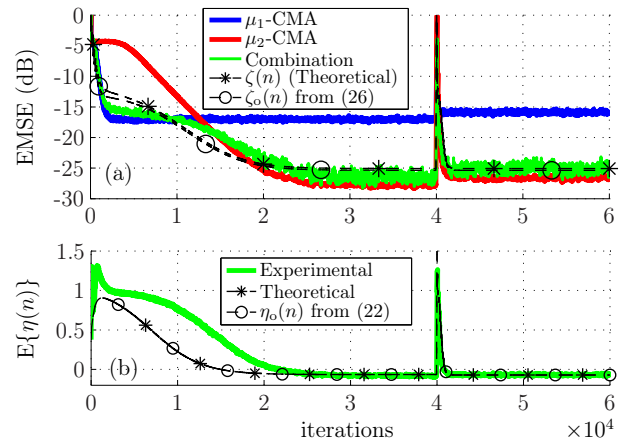 0
-5
-10
-15
-20
-25
-30
EMSE (dB)
(a)
μ₁-CMA
μ₂-CMA
Combination
ζ(n) (Theoretical)
ζₒ(n) from (26)
0 1 2 3 4 5 6
1.5
1
0.5
0
E{η(n)}
(b)
Experimental
Theoretical
ηₒ(n) from (22)
0 1 2 3 4 5 6
iterations ×10⁴